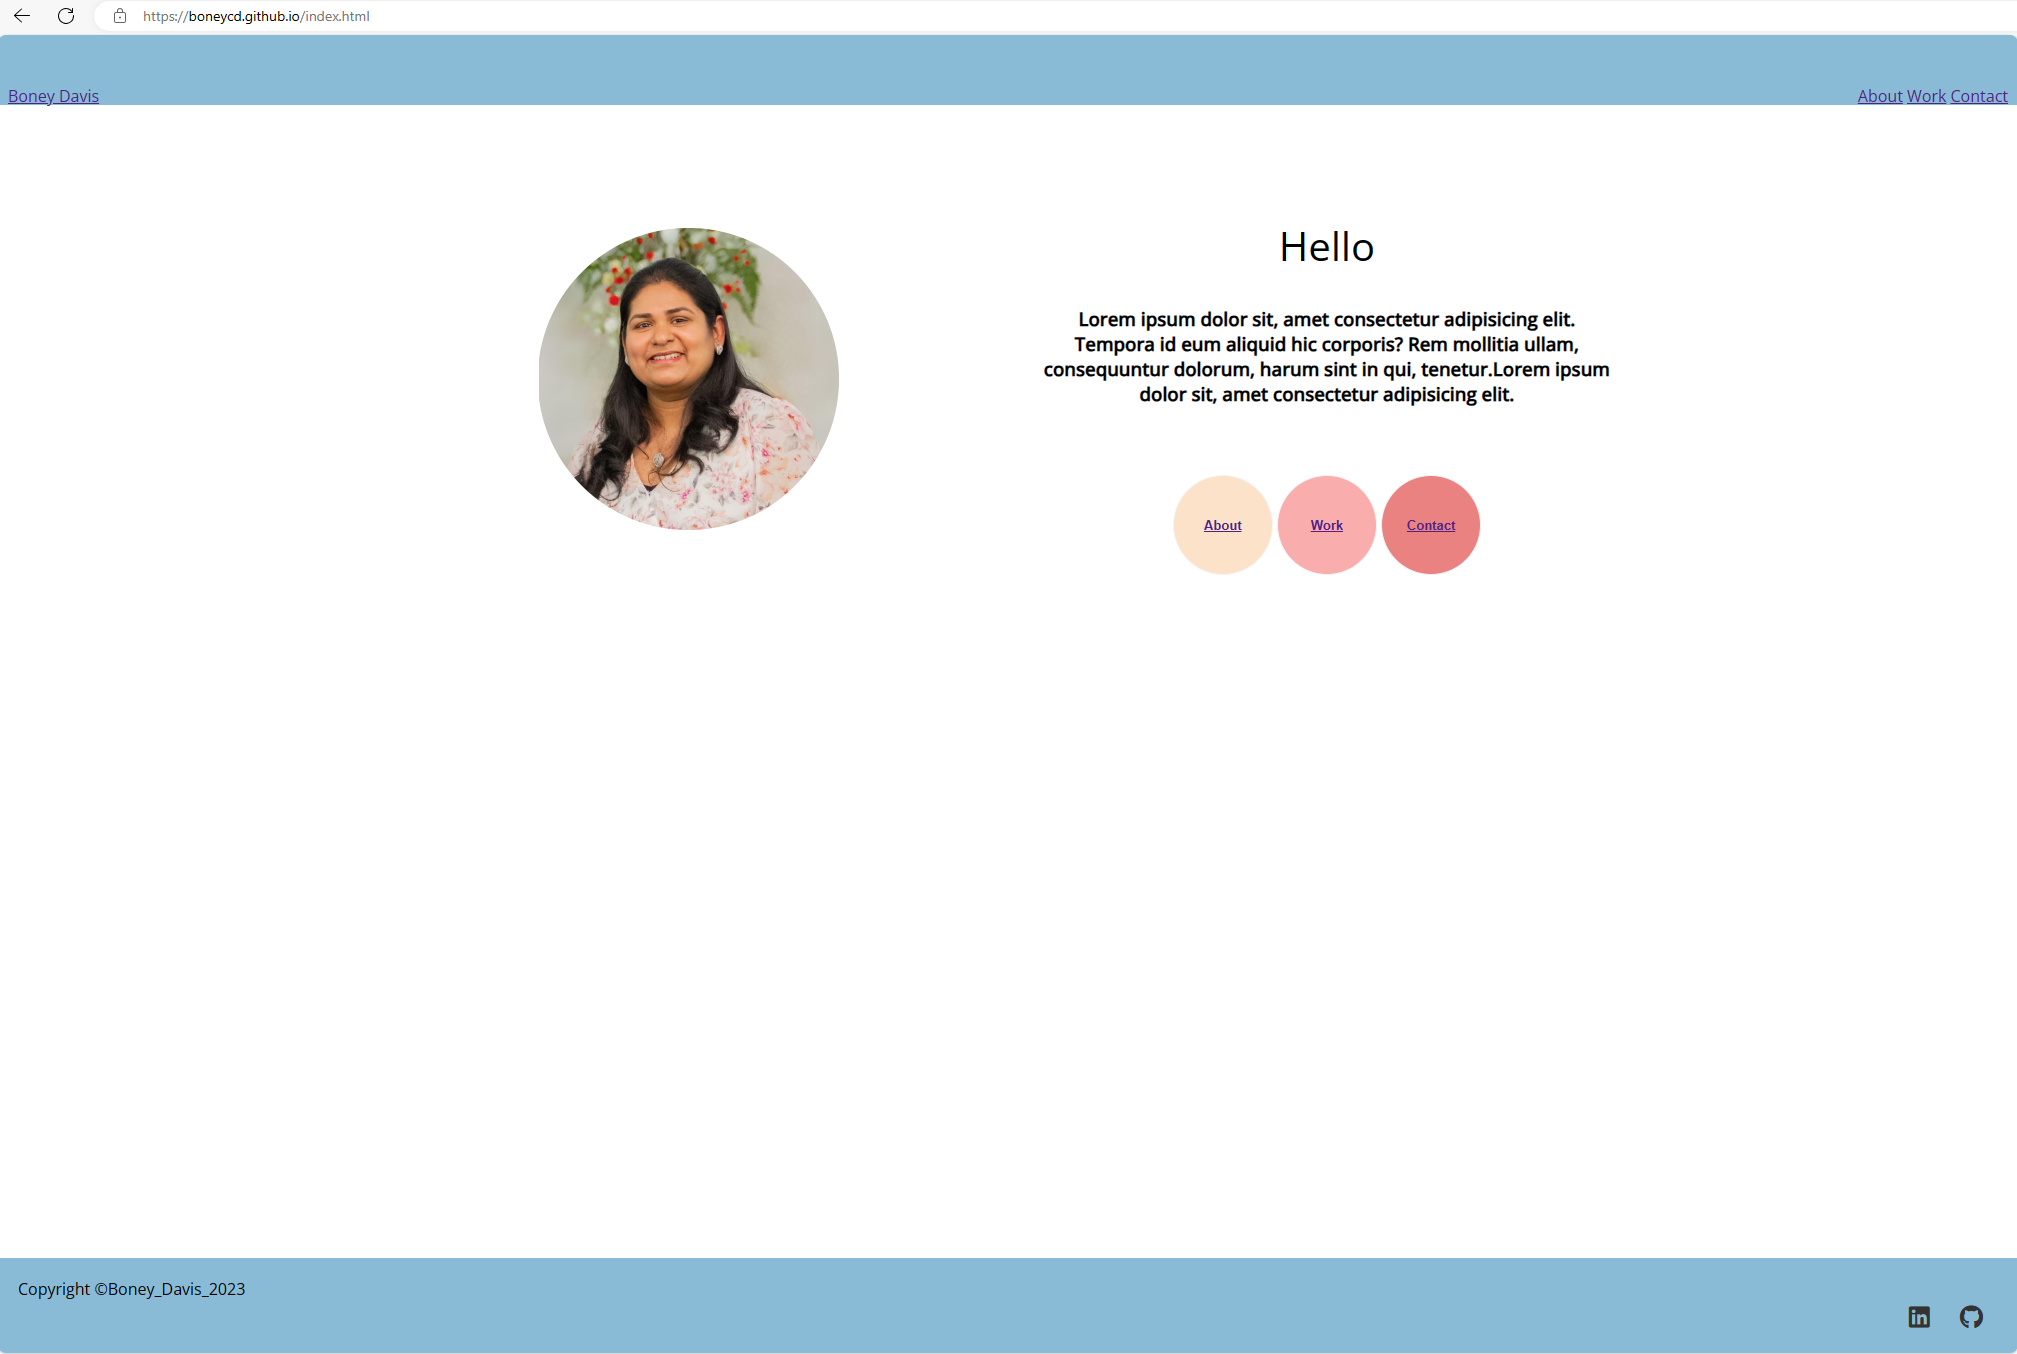 https://boneycd.github.io/index.html
Boney Davis
About Work Contact
Hello
Lorem ipsum dolor sit, amet consectetur adipisicing elit.
Tempora id eum aliquid hic corporis? Rem mollitia ullam,
consequuntur dolorum, harum sint in qui, tenetur.Lorem ipsum
dolor sit, amet consectetur adipisicing elit.
About
Work
Contact
Copyright ©Boney_Davis_2023
in